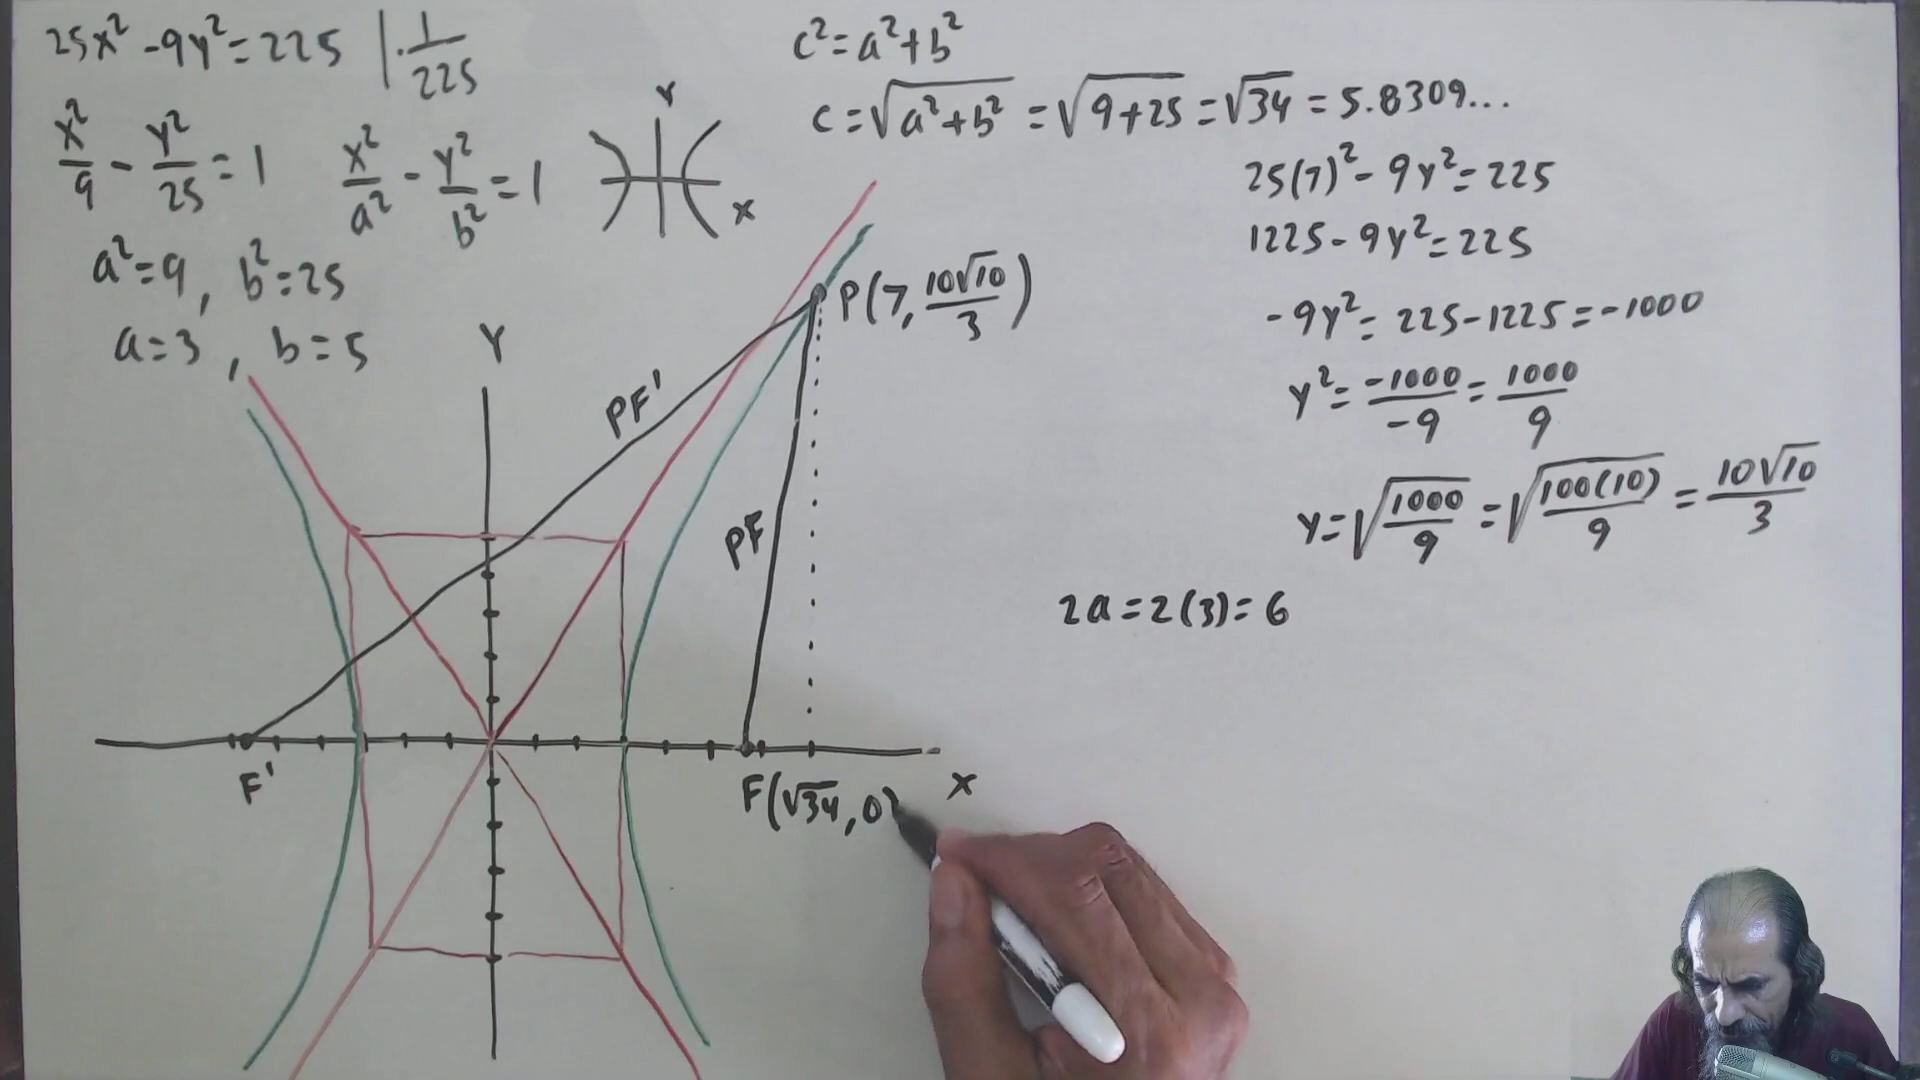 25x² - 9y² = 225 | · 1/225
x²/9 - y²/25 = 1
x²/a² - y²/b² = 1
a² = 9, b² = 25
a = 3, b = 5
Y
X
c² = a² + b²
c = √(a² + b²) = √(9+25) = √34 = 5.8309...
25(7)² - 9y² = 225
1225 - 9y² = 225
-9y² = 225 - 1225 = -1000
y² = -1000/-9 = 1000/9
y = √(1000/9) = √(100(10)/9) = 10√10/3
2a = 2(3) = 6
Y
P(7, 10√10/3)
PF'
PF
F'
F(√34, 0)
X